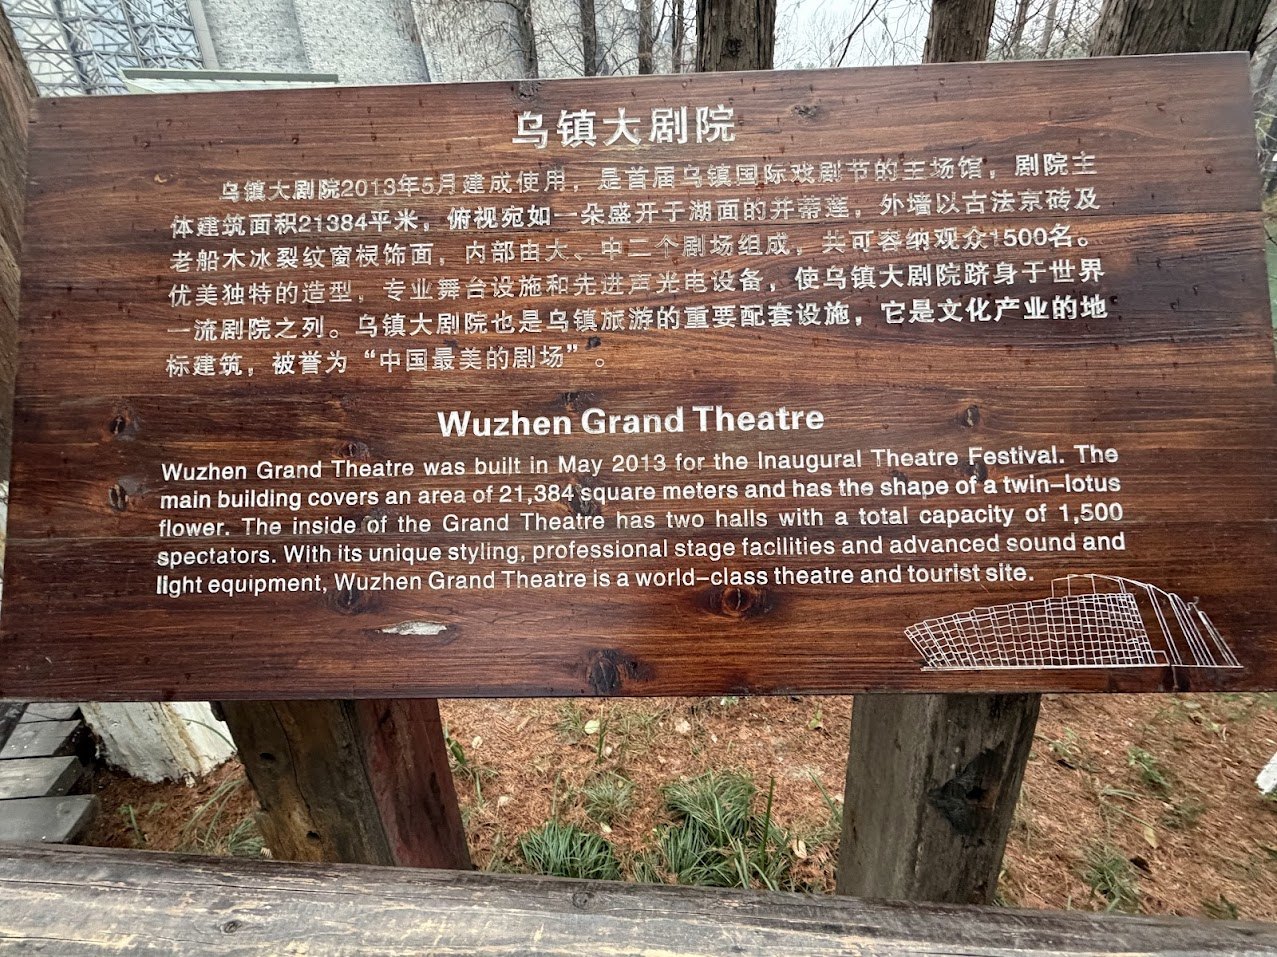 乌镇大剧院
乌镇大剧院2013年5月建成使用，是首届乌镇国际戏剧节的主场馆，剧院主
体建筑面积21384平米，俯视宛如一朵盛开于湖面的并蒂莲，外墙以古法京砖及
老船木冰裂纹窗棂饰面，内部由大、中二个剧场组成，共可容纳观众1500名。
优美独特的造型，专业舞台设施和先进声光电设备，使乌镇大剧院跻身于世界
一流剧院之列。乌镇大剧院也是乌镇旅游的重要配套设施，它是文化产业的地
标建筑，被誉为“中国最美的剧场”。
Wuzhen Grand Theatre
Wuzhen Grand Theatre was built in May 2013 for the Inaugural Theatre Festival. The
main building covers an area of 21,384 square meters and has the shape of a twin-lotus
flower. The inside of the Grand Theatre has two halls with a total capacity of 1,500
spectators. With its unique styling, professional stage facilities and advanced sound and
light equipment, Wuzhen Grand Theatre is a world-class theatre and tourist site.